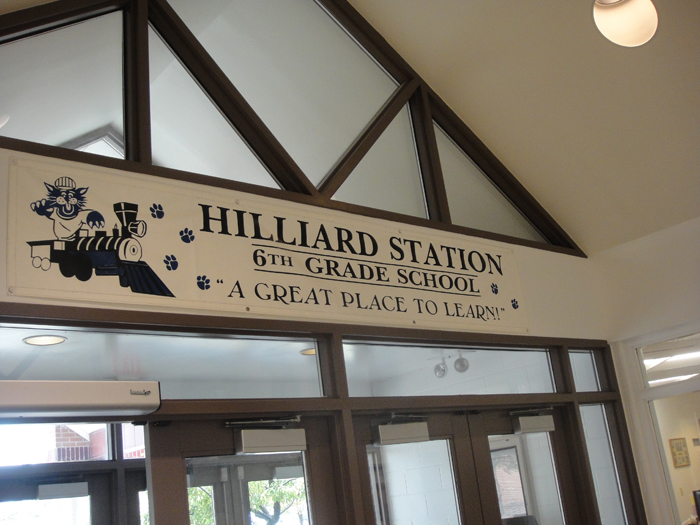 HILLIARD STATION
6TH GRADE SCHOOL
"A GREAT PLACE TO LEARN!"